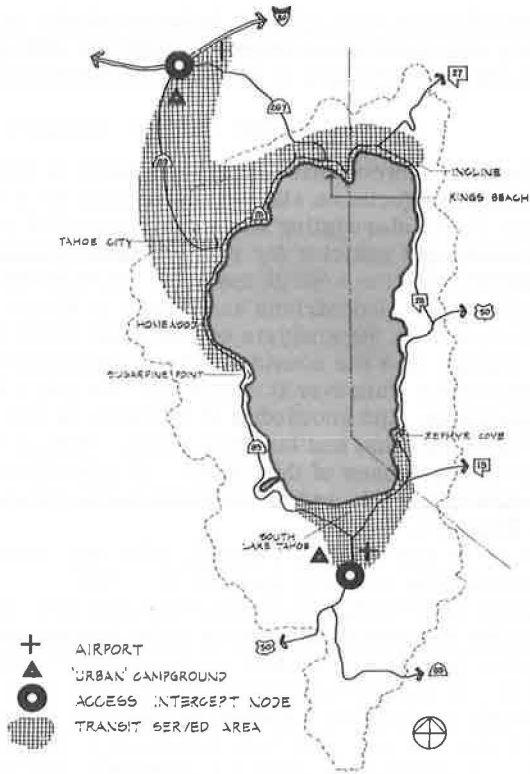 80
27
267
INCLINE
KINGS BEACH
89
89
TAHOE CITY
28
50
HOMEWOOD
SUGARPINE POINT
ZEPHYR COVE
89
19
SOUTH
LAKE TAHOE
50
89
AIRPORT
'URBAN' CAMPGROUND
ACCESS INTERCEPT NODE
TRANSIT SERVED AREA